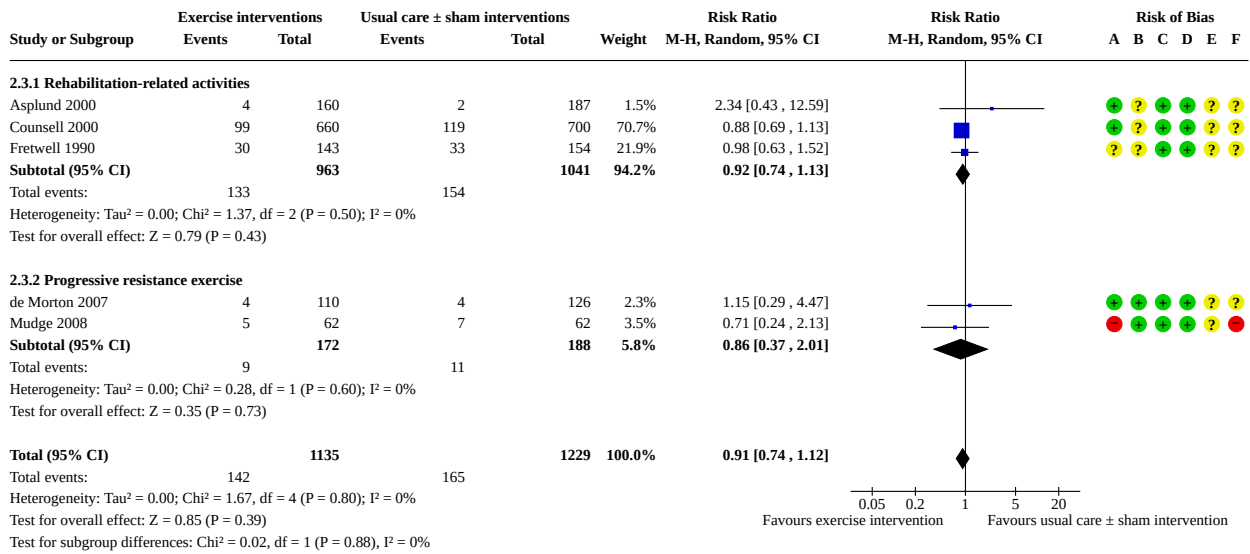 Exercise interventions Usual care ± sham interventions Risk Ratio Risk Ratio Risk of Bias
Study or Subgroup Events Total Events Total Weight M-H, Random, 95% CI M-H, Random, 95% CI A B C D E F
2.3.1 Rehabilitation-related activities
Asplund 2000 4 160 2 187 1.5% 2.34 [0.43 , 12.59] + ? + + ? ?
Counsell 2000 99 660 119 700 70.7% 0.88 [0.69 , 1.13] + ? + + ? ?
Fretwell 1990 30 143 33 154 21.9% 0.98 [0.63 , 1.52] ? ? + + ? ?
Subtotal (95% CI) 963 1041 94.2% 0.92 [0.74 , 1.13]
Total events: 133 154
Heterogeneity: Tau² = 0.00; Chi² = 1.37, df = 2 (P = 0.50); I² = 0%
Test for overall effect: Z = 0.79 (P = 0.43)
2.3.2 Progressive resistance exercise
de Morton 2007 4 110 4 126 2.3% 1.15 [0.29 , 4.47] + + + + ? ?
Mudge 2008 5 62 7 62 3.5% 0.71 [0.24 , 2.13] − + + + ? −
Subtotal (95% CI) 172 188 5.8% 0.86 [0.37 , 2.01]
Total events: 9 11
Heterogeneity: Tau² = 0.00; Chi² = 0.28, df = 1 (P = 0.60); I² = 0%
Test for overall effect: Z = 0.35 (P = 0.73)
Total (95% CI) 1135 1229 100.0% 0.91 [0.74 , 1.12]
Total events: 142 165
Heterogeneity: Tau² = 0.00; Chi² = 1.67, df = 4 (P = 0.80); I² = 0%
0.05 0.2 1 5 20
Test for overall effect: Z = 0.85 (P = 0.39) Favours exercise intervention Favours usual care ± sham intervention
Test for subgroup differences: Chi² = 0.02, df = 1 (P = 0.88), I² = 0%